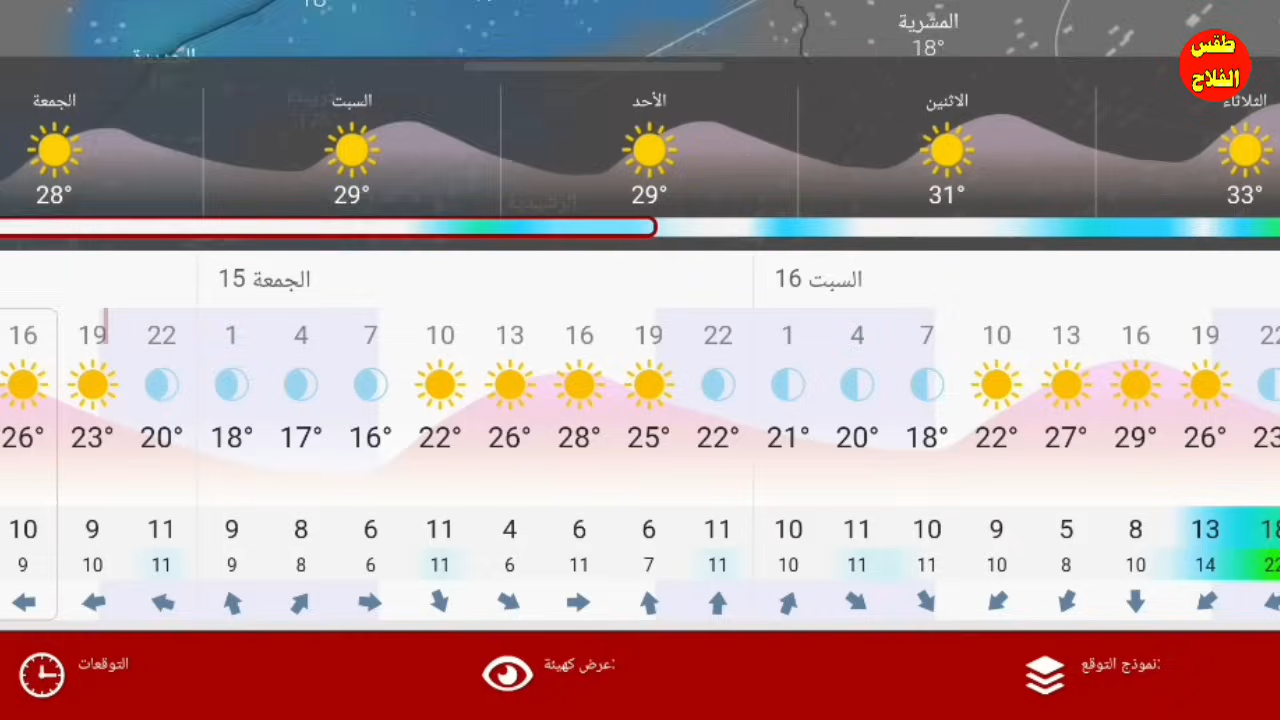 المشرية
18°
طقس
الفلاح
الجمعة السبت الأحد الاثنين الثلاثاء
28° 29° 29° 31° 33°
الجمعة 15 السبت 16
16 19 22 1 4 7 10 13 16 19 22 1 4 7 10 13 16 19
26° 23° 20° 18° 17° 16° 22° 26° 28° 25° 22° 21° 20° 18° 22° 27° 29° 26°
10 9 11 9 8 6 11 4 6 6 11 10 11 10 9 5 8 13 18
9 10 11 9 8 6 11 6 11 7 11 10 11 11 10 8 10 14 22
التوقعات عرض كهيئة: نموذج التوقع: